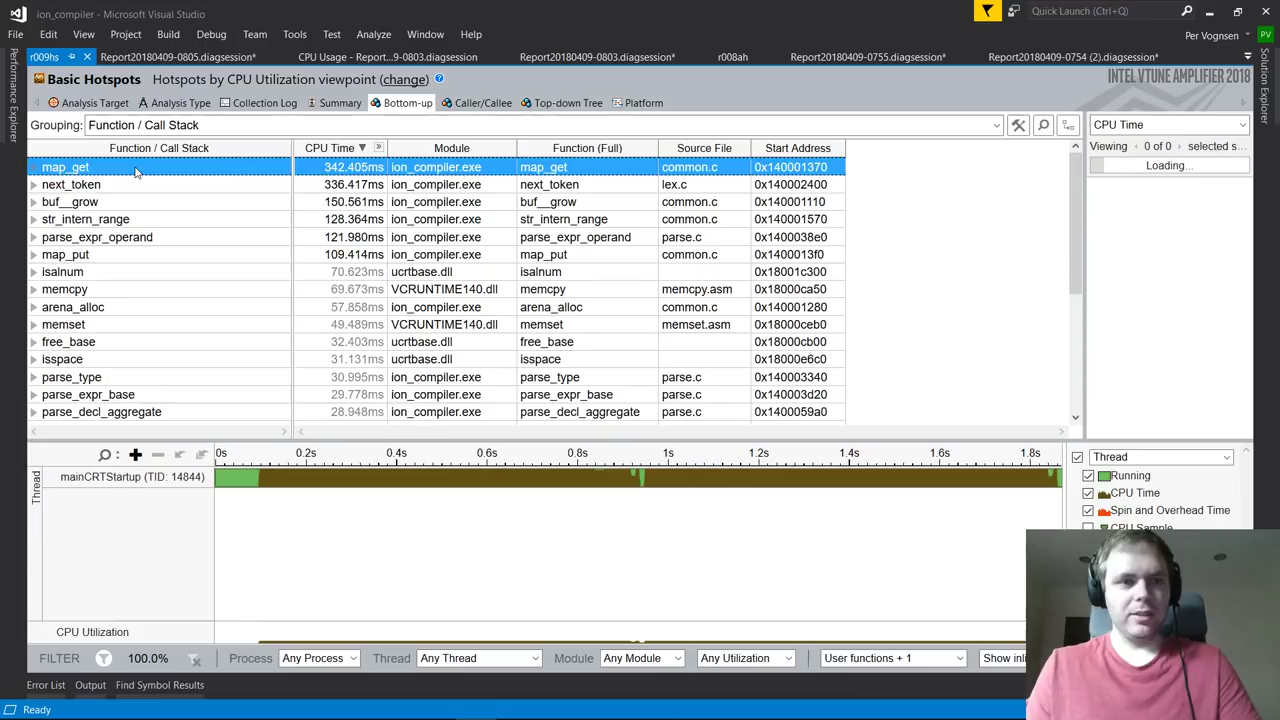 ion_compiler - Microsoft Visual Studio
Quick Launch (Ctrl+Q)
File Edit View Project Build Debug Team Tools Test Analyze Window Help
Per Vognsen PV
r009hs Report20180409-0805.diagsession* CPU Usage - Report...9-0803.diagsession Report20180409-0803.diagsession* r008ah Report20180409-0755.diagsession* Report20180409-0754 (2).diagsession*
Performance Explorer
Solution Explorer
Basic Hotspots Hotspots by CPU Utilization viewpoint (change) ?
INTEL VTUNE AMPLIFIER 2018
Analysis Target Analysis Type Collection Log Summary Bottom-up Caller/Callee Top-down Tree Platform
Grouping: Function / Call Stack
CPU Time
Function / Call Stack CPU Time Module Function (Full) Source File Start Address
Viewing 0 of 0 selected s...
Loading...
map_get 342.405ms ion_compiler.exe map_get common.c 0x140001370
next_token 336.417ms ion_compiler.exe next_token lex.c 0x140002400
buf__grow 150.561ms ion_compiler.exe buf__grow common.c 0x140001110
str_intern_range 128.364ms ion_compiler.exe str_intern_range common.c 0x140001570
parse_expr_operand 121.980ms ion_compiler.exe parse_expr_operand parse.c 0x1400038e0
map_put 109.414ms ion_compiler.exe map_put common.c 0x1400013f0
isalnum 70.623ms ucrtbase.dll isalnum 0x18001c300
memcpy 69.673ms VCRUNTIME140.dll memcpy memcpy.asm 0x18000ca50
arena_alloc 57.858ms ion_compiler.exe arena_alloc common.c 0x140001280
memset 49.489ms VCRUNTIME140.dll memset memset.asm 0x18000ceb0
free_base 32.403ms ucrtbase.dll free_base 0x18000cb00
isspace 31.131ms ucrtbase.dll isspace 0x18000e6c0
parse_type 30.995ms ion_compiler.exe parse_type parse.c 0x140003340
parse_expr_base 29.778ms ion_compiler.exe parse_expr_base parse.c 0x140003d20
parse_decl_aggregate 28.948ms ion_compiler.exe parse_decl_aggregate parse.c 0x1400059a0
0s 0.2s 0.4s 0.6s 0.8s 1s 1.2s 1.4s 1.6s 1.8s
Thread
Thread
mainCRTStartup (TID: 14844)
Running
CPU Time
Spin and Overhead Time
CPU Sample
CPU Utilization
FILTER 100.0% Process Any Process Thread Any Thread Module Any Module Any Utilization User functions + 1 Show inli
Error List Output Find Symbol Results
Ready